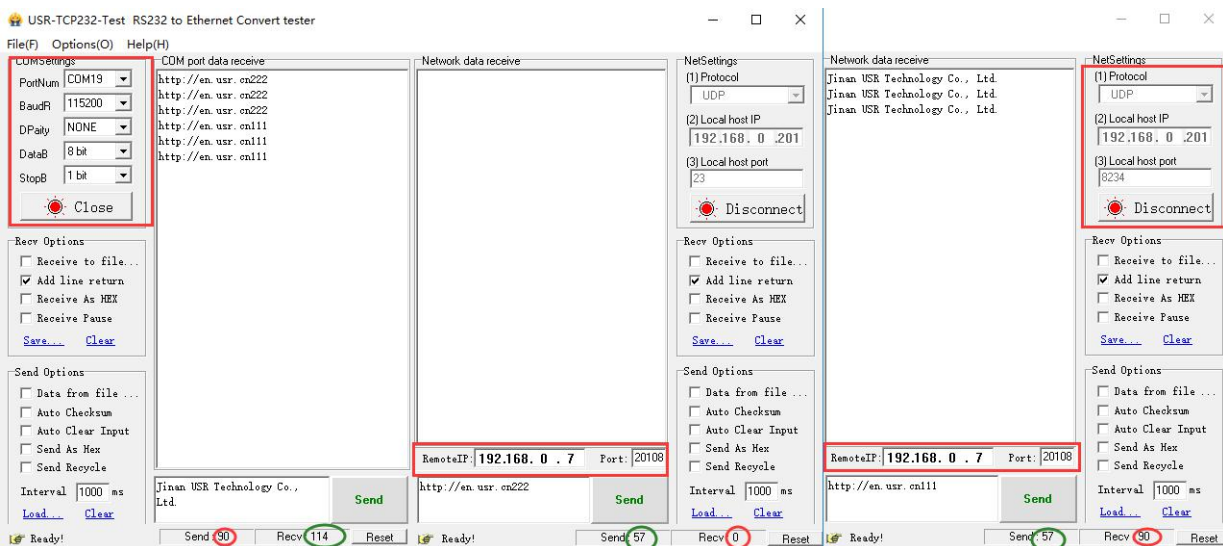 USR-TCP232-Test RS232 to Ethernet Convert tester
File(F) Options(O) Help(H)
COMSettings
PortNum COM19
BaudR 115200
DPaity NONE
DataB 8 bit
StopB 1 bit
Close
Recv Options
Receive to file...
Add line return
Receive As HEX
Receive Pause
Save... Clear
Send Options
Data from file ...
Auto Checksum
Auto Clear Input
Send As Hex
Send Recycle
Interval 1000 ms
Load... Clear
COM port data receive
http://en.usr.cn222
http://en.usr.cn222
http://en.usr.cn222
http://en.usr.cn111
http://en.usr.cn111
http://en.usr.cn111
Jinan USR Technology Co.,
Ltd.
Send
Network data receive
RemoteIP: 192.168. 0 . 7 Port: 20108
http://en.usr.cn222
Send
NetSettings
(1) Protocol
UDP
(2) Local host IP
192.168. 0 .201
(3) Local host port
23
Disconnect
Recv Options
Receive to file...
Add line return
Receive As HEX
Receive Pause
Save... Clear
Send Options
Data from file ...
Auto Checksum
Auto Clear Input
Send As Hex
Send Recycle
Interval 1000 ms
Load... Clear
Ready! Send:90 Recv 114 Reset
Ready! Send: 57 Recv 0 Reset
Network data receive
Jinan USR Technology Co., Ltd.
Jinan USR Technology Co., Ltd.
Jinan USR Technology Co., Ltd.
RemoteIP: 192.168. 0 . 7 Port: 20108
http://en.usr.cn111
Send
NetSettings
(1) Protocol
UDP
(2) Local host IP
192.168. 0 .201
(3) Local host port
8234
Disconnect
Recv Options
Receive to file...
Add line return
Receive As HEX
Receive Pause
Save... Clear
Send Options
Data from file ...
Auto Checksum
Auto Clear Input
Send As Hex
Send Recycle
Interval 1000 ms
Load... Clear
Ready! Send: 57 Recv 90 Reset